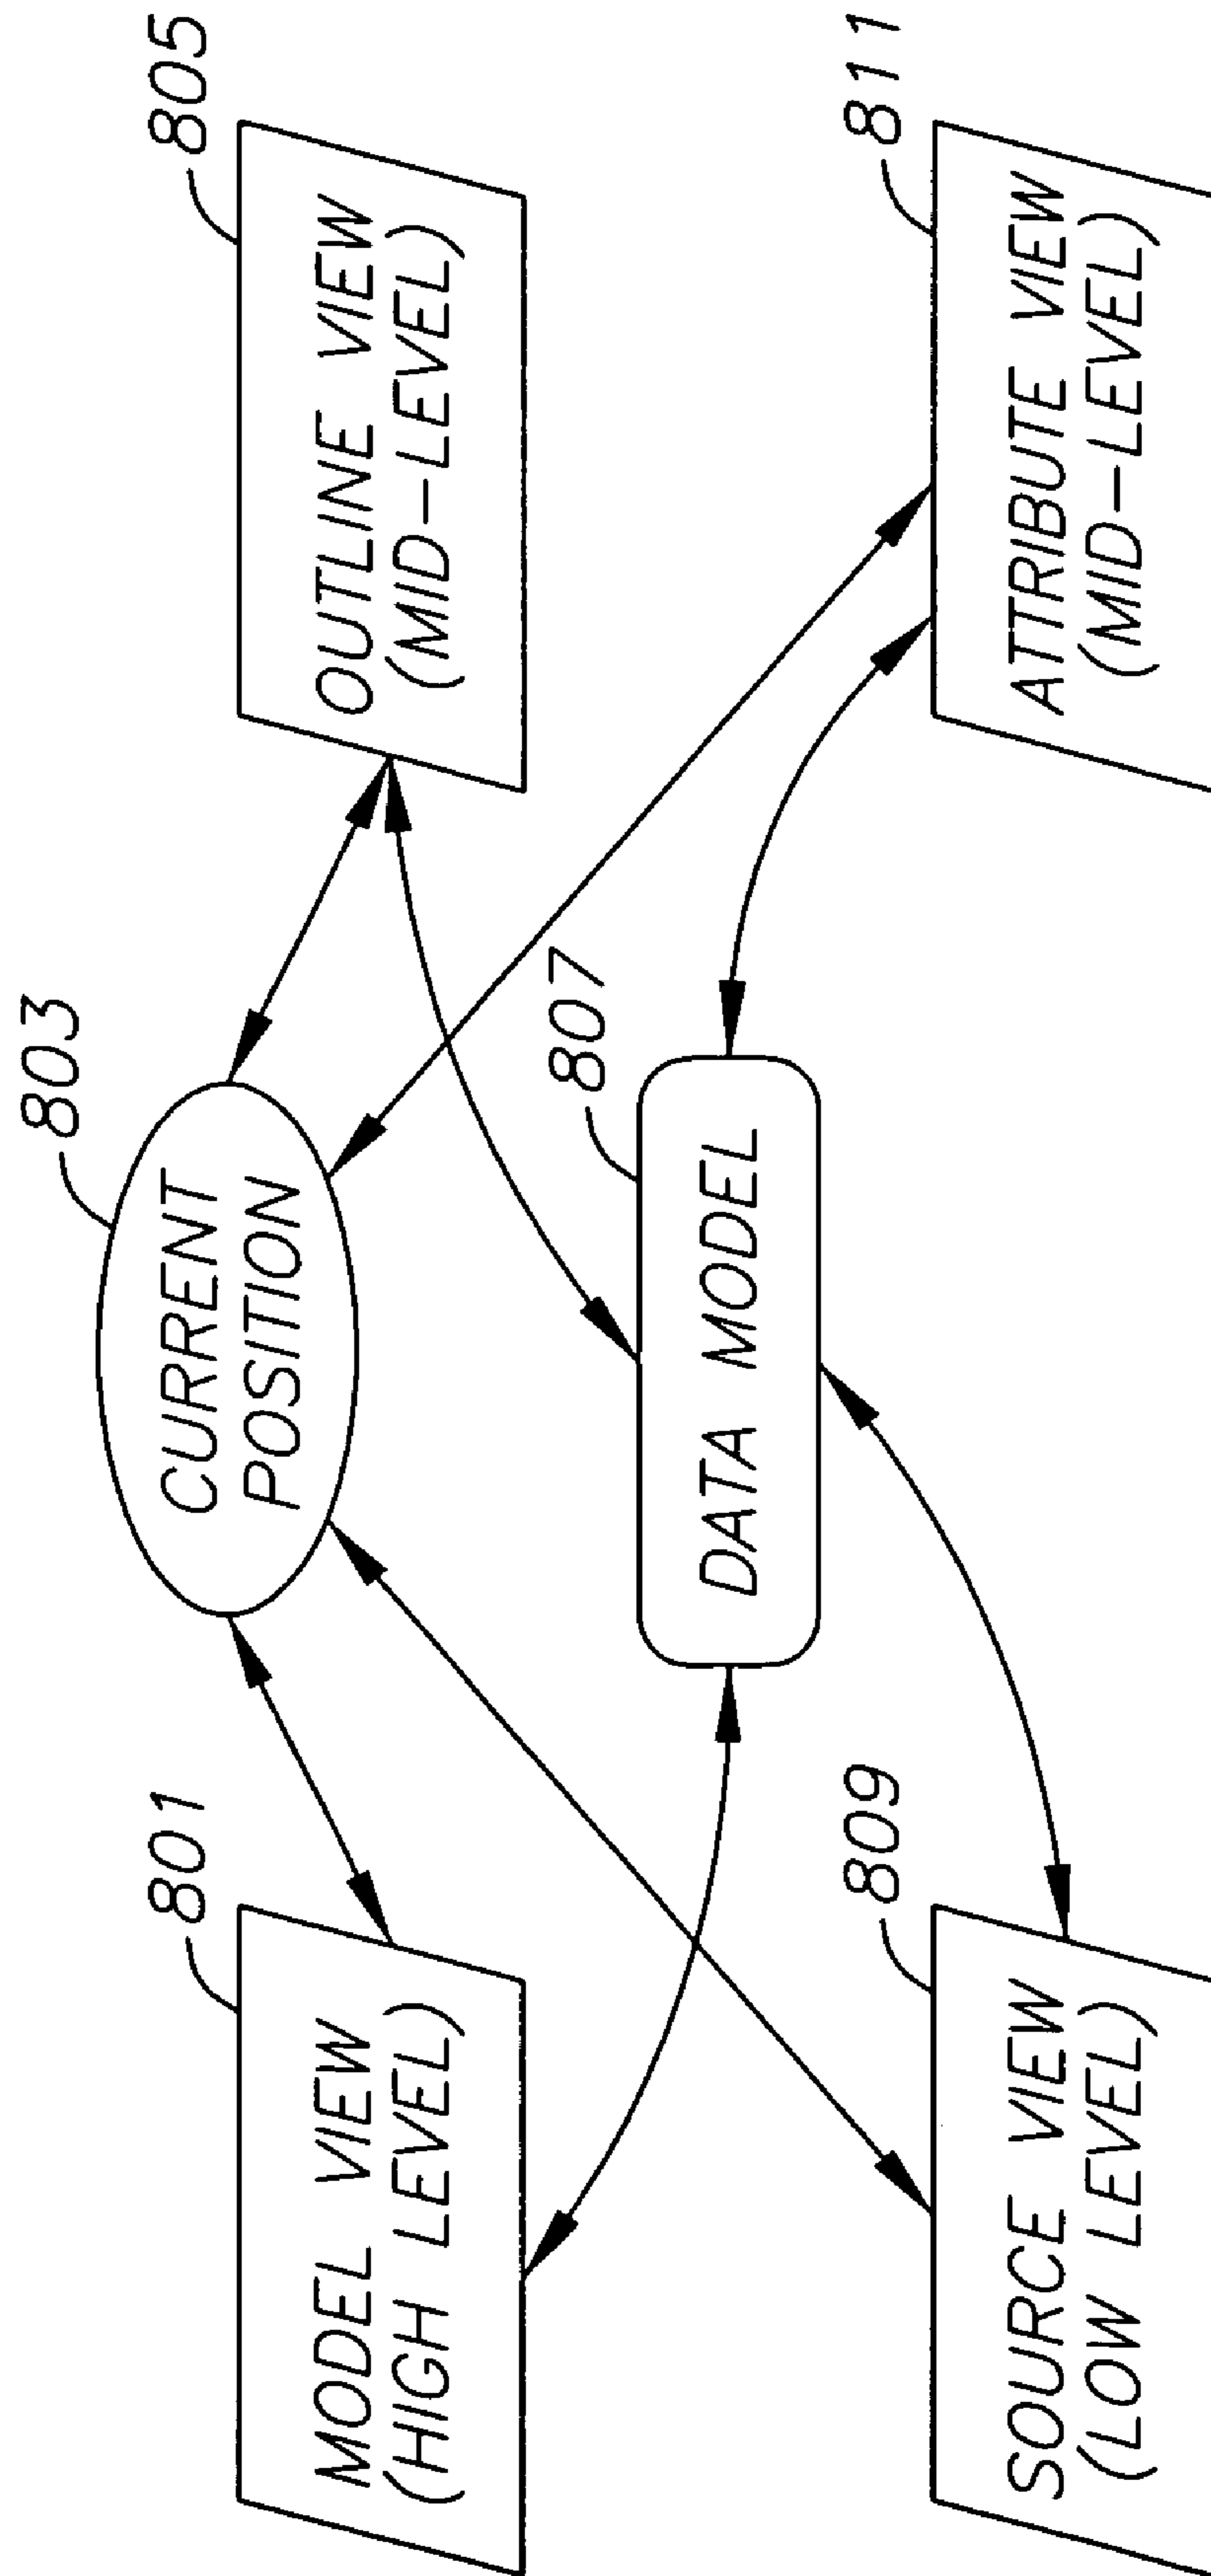 803
CURRENT
POSITION
801
MODEL VIEW
(HIGH LEVEL)
805
OUTLINE VIEW
(MID-LEVEL)
807
DATA MODEL
809
SOURCE VIEW
(LOW LEVEL)
811
ATTRIBUTE VIEW
(MID-LEVEL)